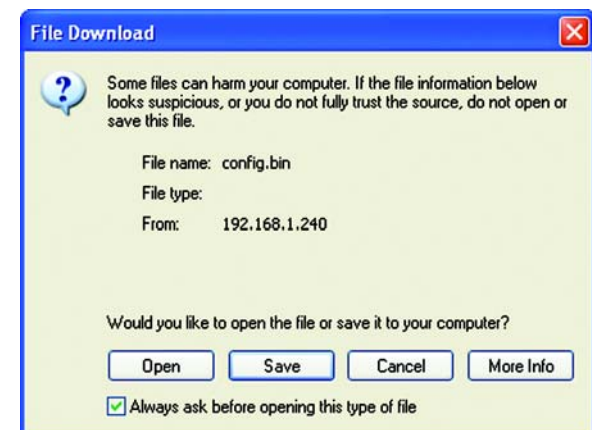 File Download
Some files can harm your computer. If the file information below
looks suspicious, or you do not fully trust the source, do not open or
save this file.
File name: config.bin
File type:
From: 192.168.1.240
Would you like to open the file or save it to your computer?
Open Save Cancel More Info
Always ask before opening this type of file